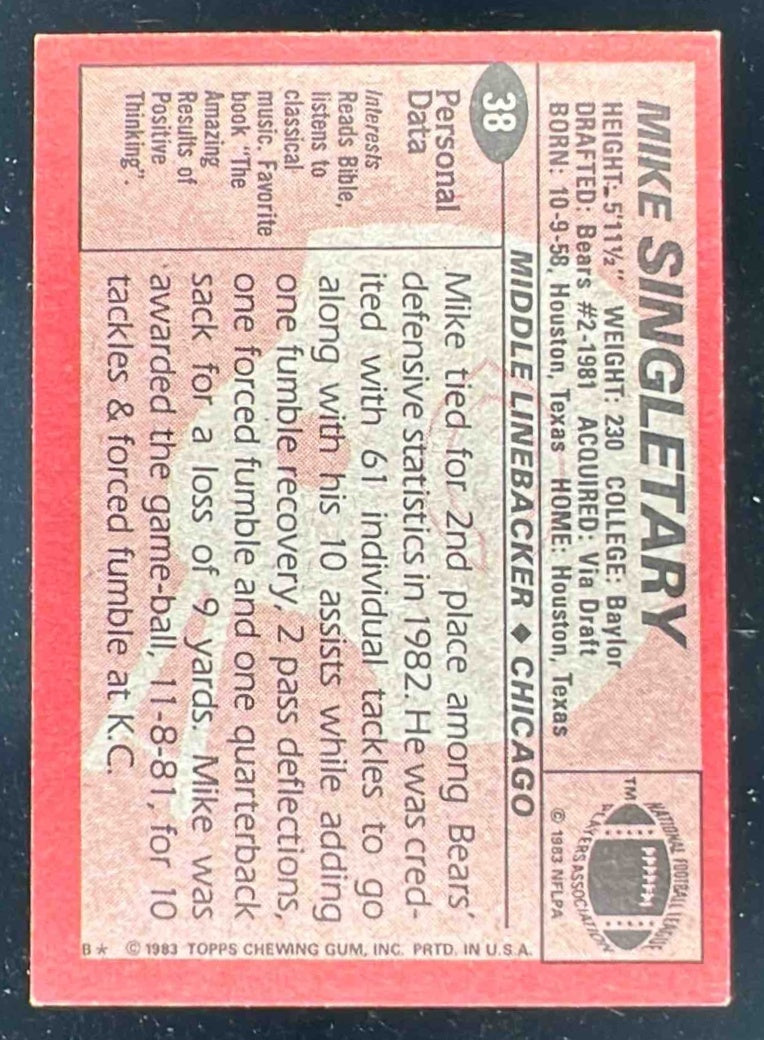 MIKE SINGLETARY
HEIGHT: 5'11½" WEIGHT: 230 COLLEGE: Baylor
DRAFTED: Bears #2-1981 ACQUIRED: Via Draft
BORN: 10-9-58, Houston, Texas HOME: Houston, Texas
TM
NATIONAL FOOTBALL LEAGUE
PLAYERS ASSOCIATION
© 1983 NFLPA
38
MIDDLE LINEBACKER ♦ CHICAGO
Personal
Data
Interests
Reads Bible,
listens to
classical
music. Favorite
book "The
Amazing
Results of
Positive
Thinking".
Mike tied for 2nd place among Bears'
defensive statistics in 1982. He was cred-
ited with 61 individual tackles to go
along with his 10 assists while adding
one fumble recovery, 2 pass deflections,
one forced fumble and one quarterback
sack for a loss of 9 yards. Mike was
awarded the game-ball, 11-8-81, for 10
tackles & forced fumble at K.C.
B* © 1983 TOPPS CHEWING GUM, INC. PRTD. IN U.S.A.